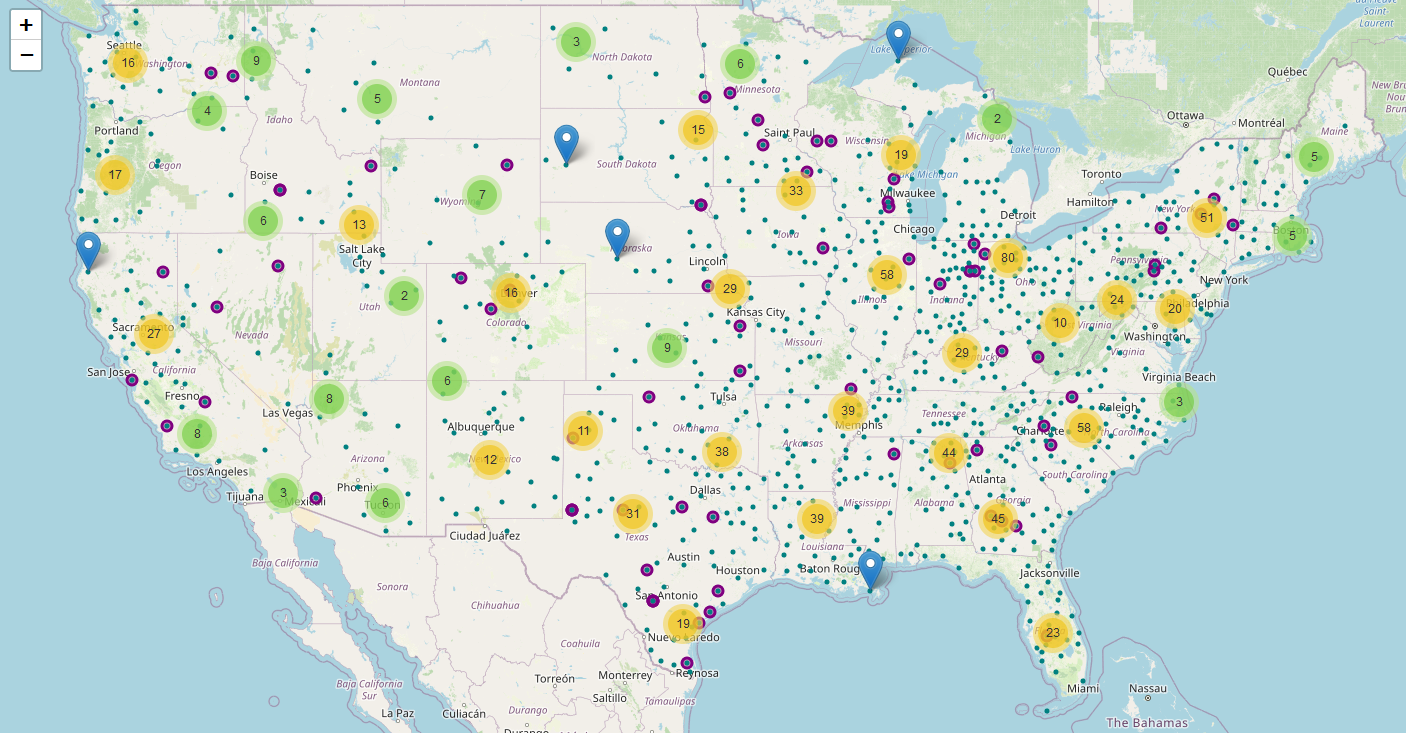 +
−
Seattle
16
Washington
9
3
North Dakota
6
Minnesota
Lake Superior
Québec
4
5
Montana
Idaho
Portland
15
Saint Paul
2
Michigan
Ottawa
Montréal
Maine
Lake Huron
5
17
Oregon
Boise
South Dakota
Wisconsin
19
Lake Michigan
Toronto
7
Wyoming
33
Milwaukee
Hamilton
New York
51
6
13
Salt Lake
City
Nebraska
Iowa
Chicago
Detroit
Boston
5
Lincoln
80
Pennsylvania
Utah
2
16
Denver
Colorado
29
58
Illinois
Indiana
Ohio
New York
Philadelphia
24
20
Kansas City
Sacramento
27
Nevada
9
Kansas
Missouri
10
Virginia
Washington
Virginia
29
Kentucky
San Jose
California
Fresno
8
6
Las Vegas
Tulsa
Virginia Beach
3
Raleigh
39
Memphis
Tennessee
8
Albuquerque
11
Oklahoma
Charlotte
58
North Carolina
Los Angeles
Arizona
12
New Mexico
38
Arkansas
44
Atlanta
South Carolina
Tijuana
3
Mexicali
Phoenix
6
Tucson
Dallas
Mississippi
Alabama
Georgia
31
Texas
39
Louisiana
45
Ciudad Juárez
Baja California
Austin
Houston
Baton Rouge
Jacksonville
Sonora
Chihuahua
San Antonio
19
Nuevo Laredo
23
Coahuila
Reynosa
Torreón
Monterrey
Saltillo
Tamaulipas
Miami
Nassau
Baja California
Sur
La Paz
Culiacán
Durango
Durango
The Bahamas